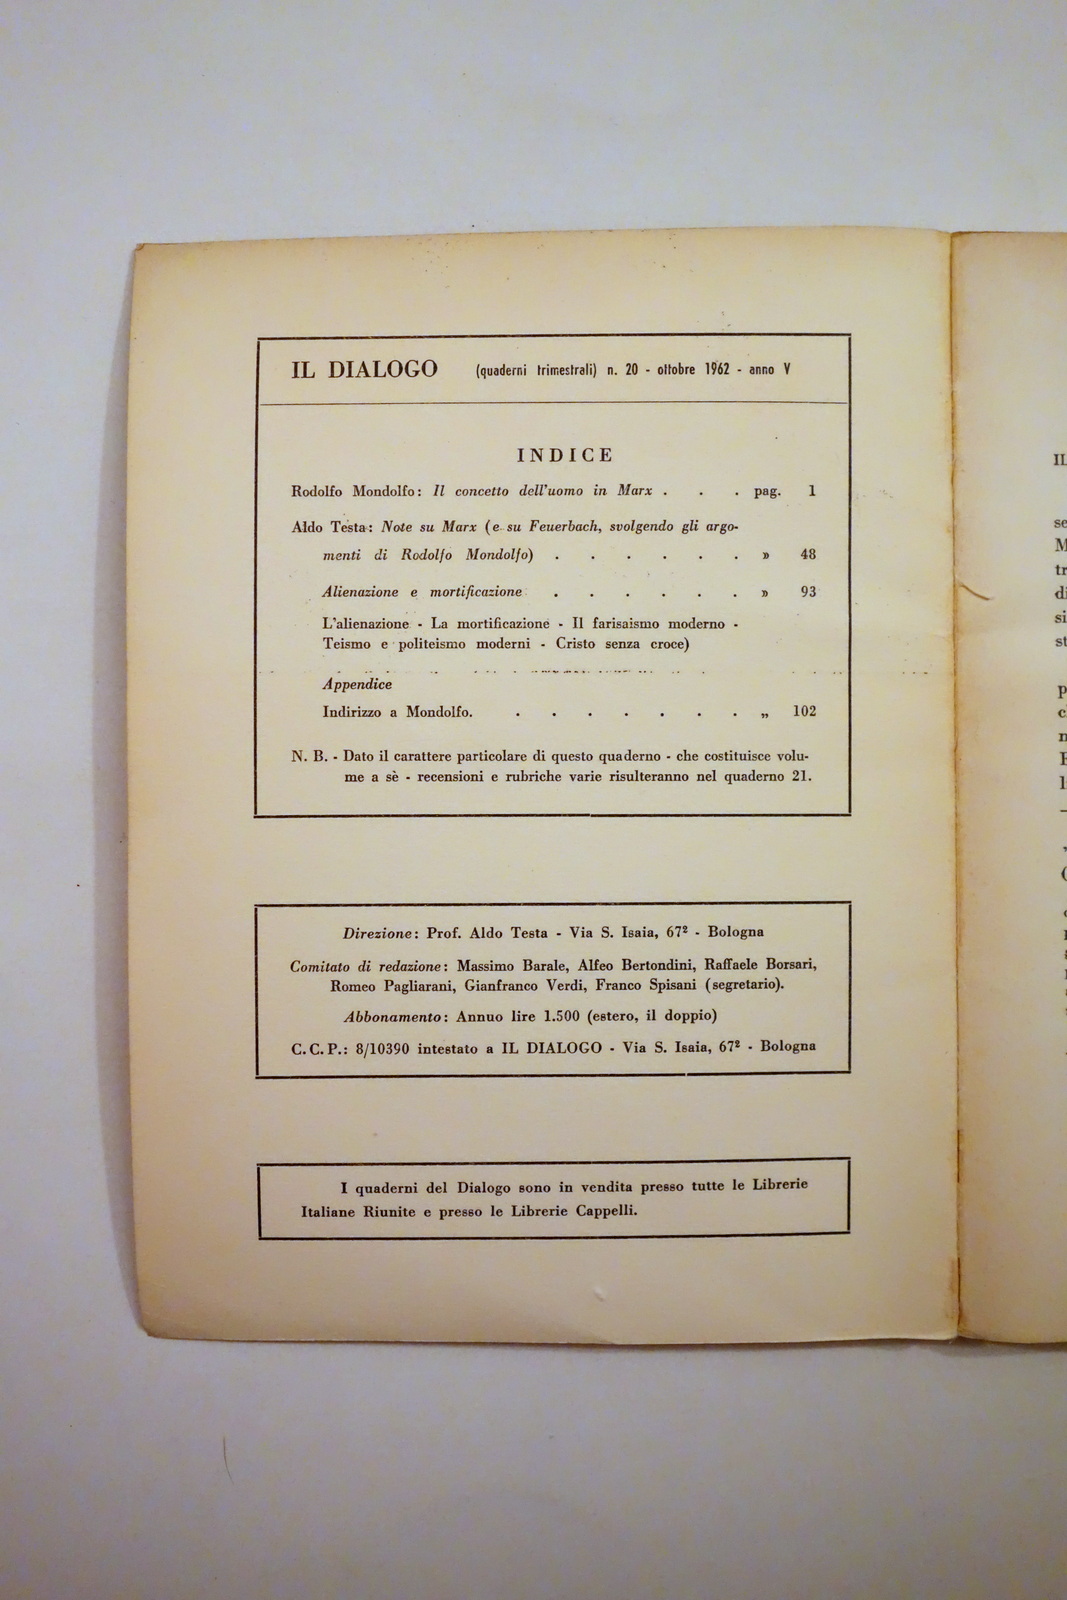 IL DIALOGO (quaderni trimestrali) n. 20 - ottobre 1962 - anno V
INDICE
Rodolfo Mondolfo: Il concetto dell'uomo in Marx . . . pag. 1
Aldo Testa: Note su Marx (e su Feuerbach, svolgendo gli argo-
menti di Rodolfo Mondolfo) . . . . . . » 48
Alienazione e mortificazione . . . . . . » 93
L'alienazione - La mortificazione - Il farisaismo moderno -
Teismo e politeismo moderni - Cristo senza croce)
Appendice
Indirizzo a Mondolfo. . . . . . . . „ 102
N. B. - Dato il carattere particolare di questo quaderno - che costituisce volu-
me a sè - recensioni e rubriche varie risulteranno nel quaderno 21.
Direzione: Prof. Aldo Testa - Via S. Isaia, 67² - Bologna
Comitato di redazione: Massimo Barale, Alfeo Bertondini, Raffaele Borsari,
Romeo Pagliarani, Gianfranco Verdi, Franco Spisani (segretario).
Abbonamento: Annuo lire 1.500 (estero, il doppio)
C.C.P.: 8/10390 intestato a IL DIALOGO - Via S. Isaia, 67² - Bologna
I quaderni del Dialogo sono in vendita presso tutte le Librerie
Italiane Riunite e presso le Librerie Cappelli.